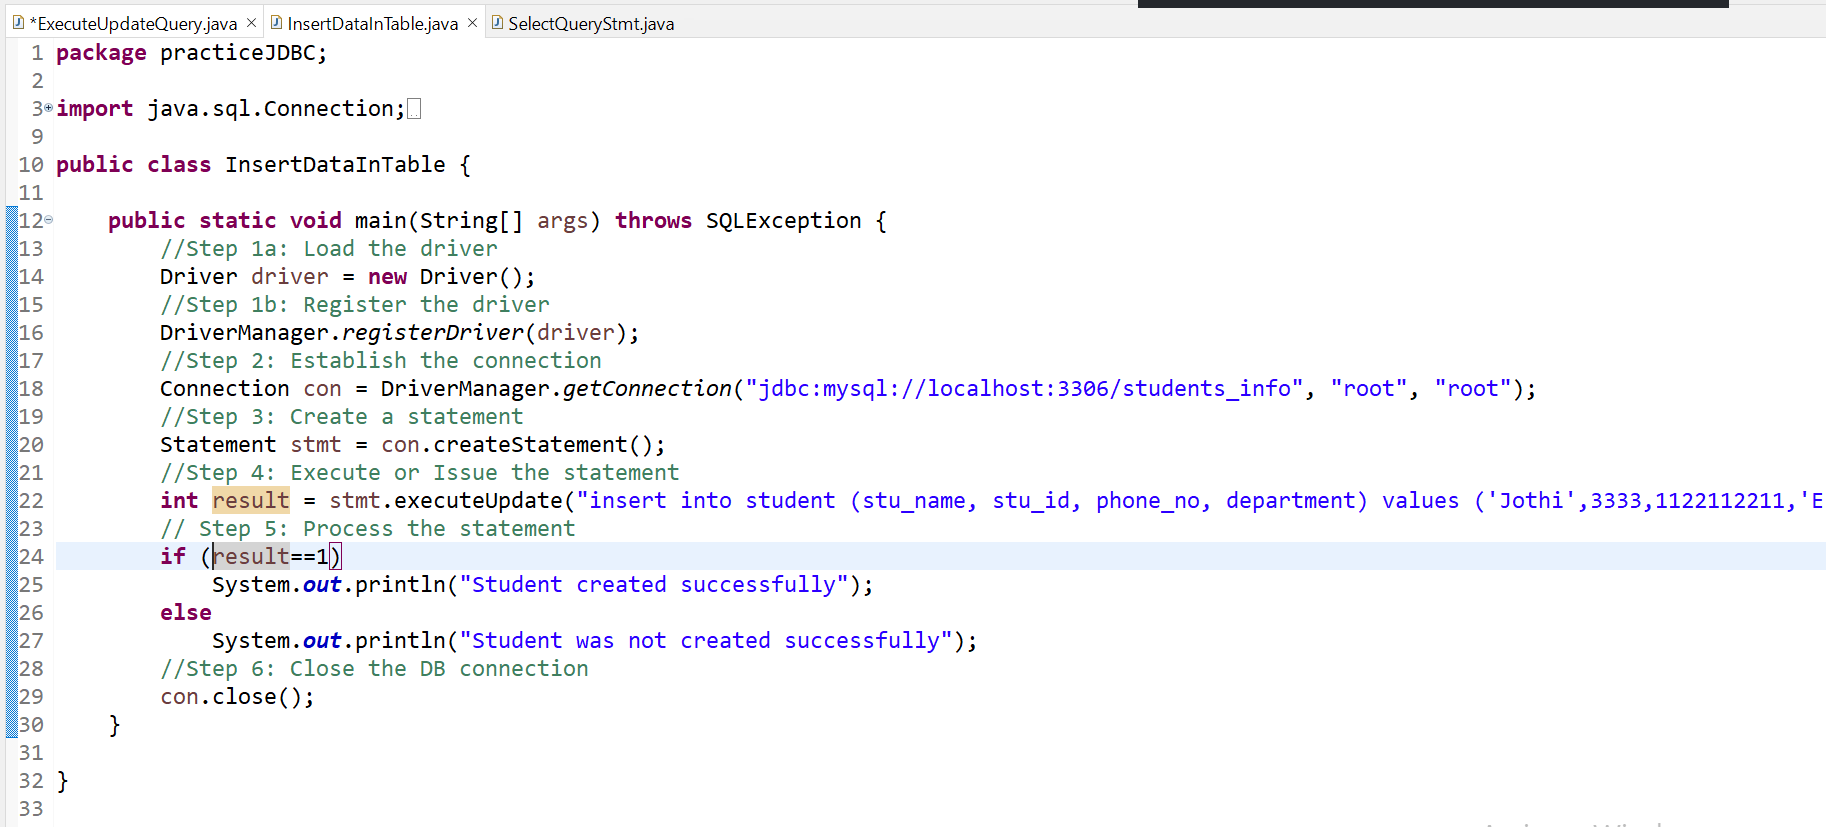 *ExecuteUpdateQuery.java InsertDataInTable.java SelectQueryStmt.java
1 package practiceJDBC;
2
3 import java.sql.Connection;
9
10 public class InsertDataInTable {
11
12 public static void main(String[] args) throws SQLException {
13 //Step 1a: Load the driver
14 Driver driver = new Driver();
15 //Step 1b: Register the driver
16 DriverManager.registerDriver(driver);
17 //Step 2: Establish the connection
18 Connection con = DriverManager.getConnection("jdbc:mysql://localhost:3306/students_info", "root", "root");
19 //Step 3: Create a statement
20 Statement stmt = con.createStatement();
21 //Step 4: Execute or Issue the statement
22 int result = stmt.executeUpdate("insert into student (stu_name, stu_id, phone_no, department) values ('Jothi',3333,1122112211,'E
23 // Step 5: Process the statement
24 if (result==1)
25 System.out.println("Student created successfully");
26 else
27 System.out.println("Student was not created successfully");
28 //Step 6: Close the DB connection
29 con.close();
30 }
31
32 }
33